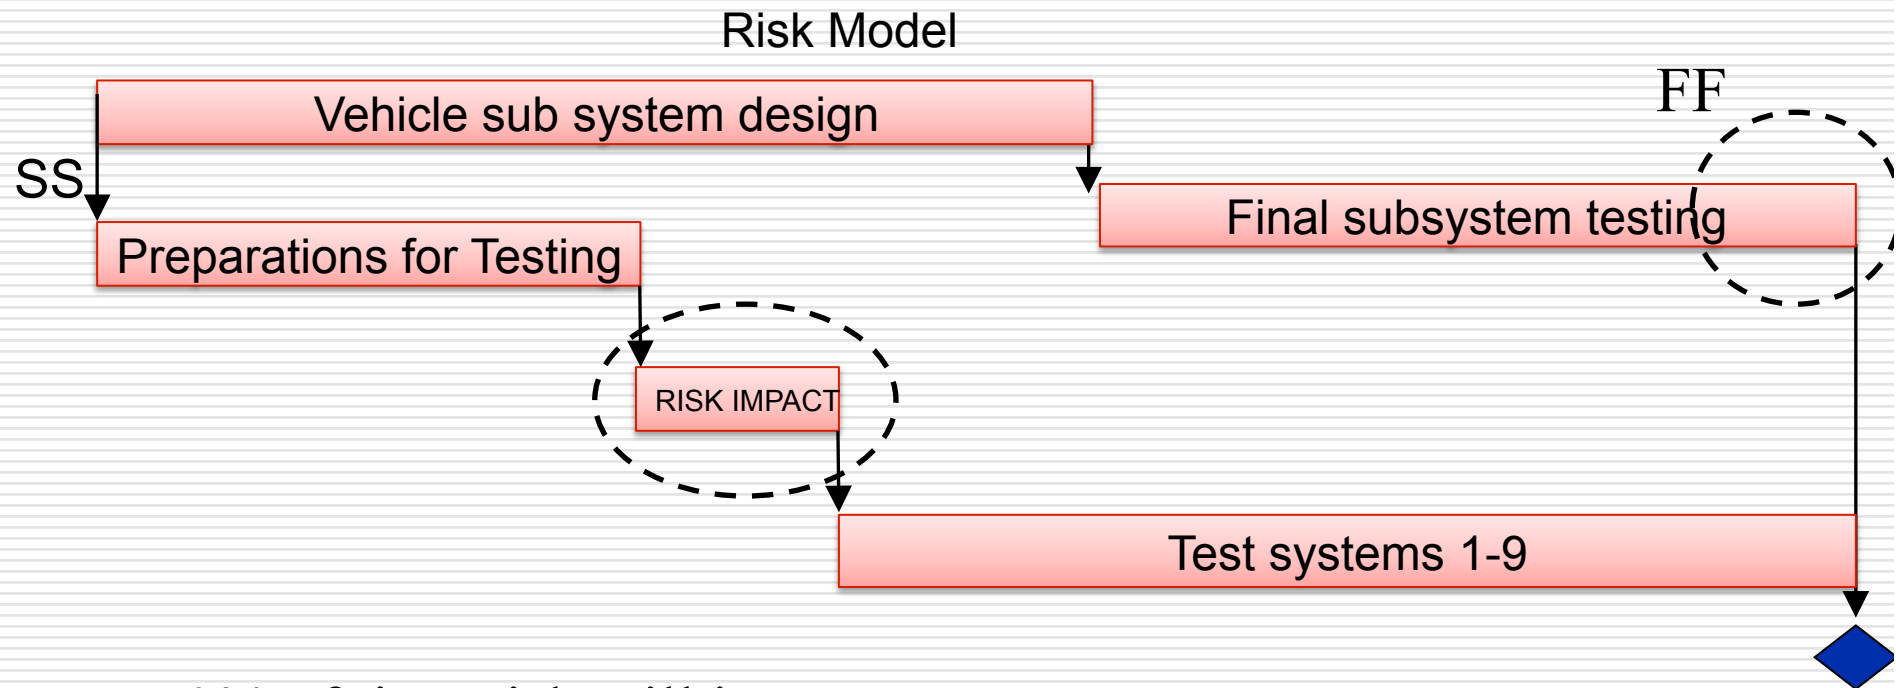 Risk Model
Vehicle sub system design
FF
SS
Final subsystem testing
Preparations for Testing
RISK IMPACT
Test systems 1-9